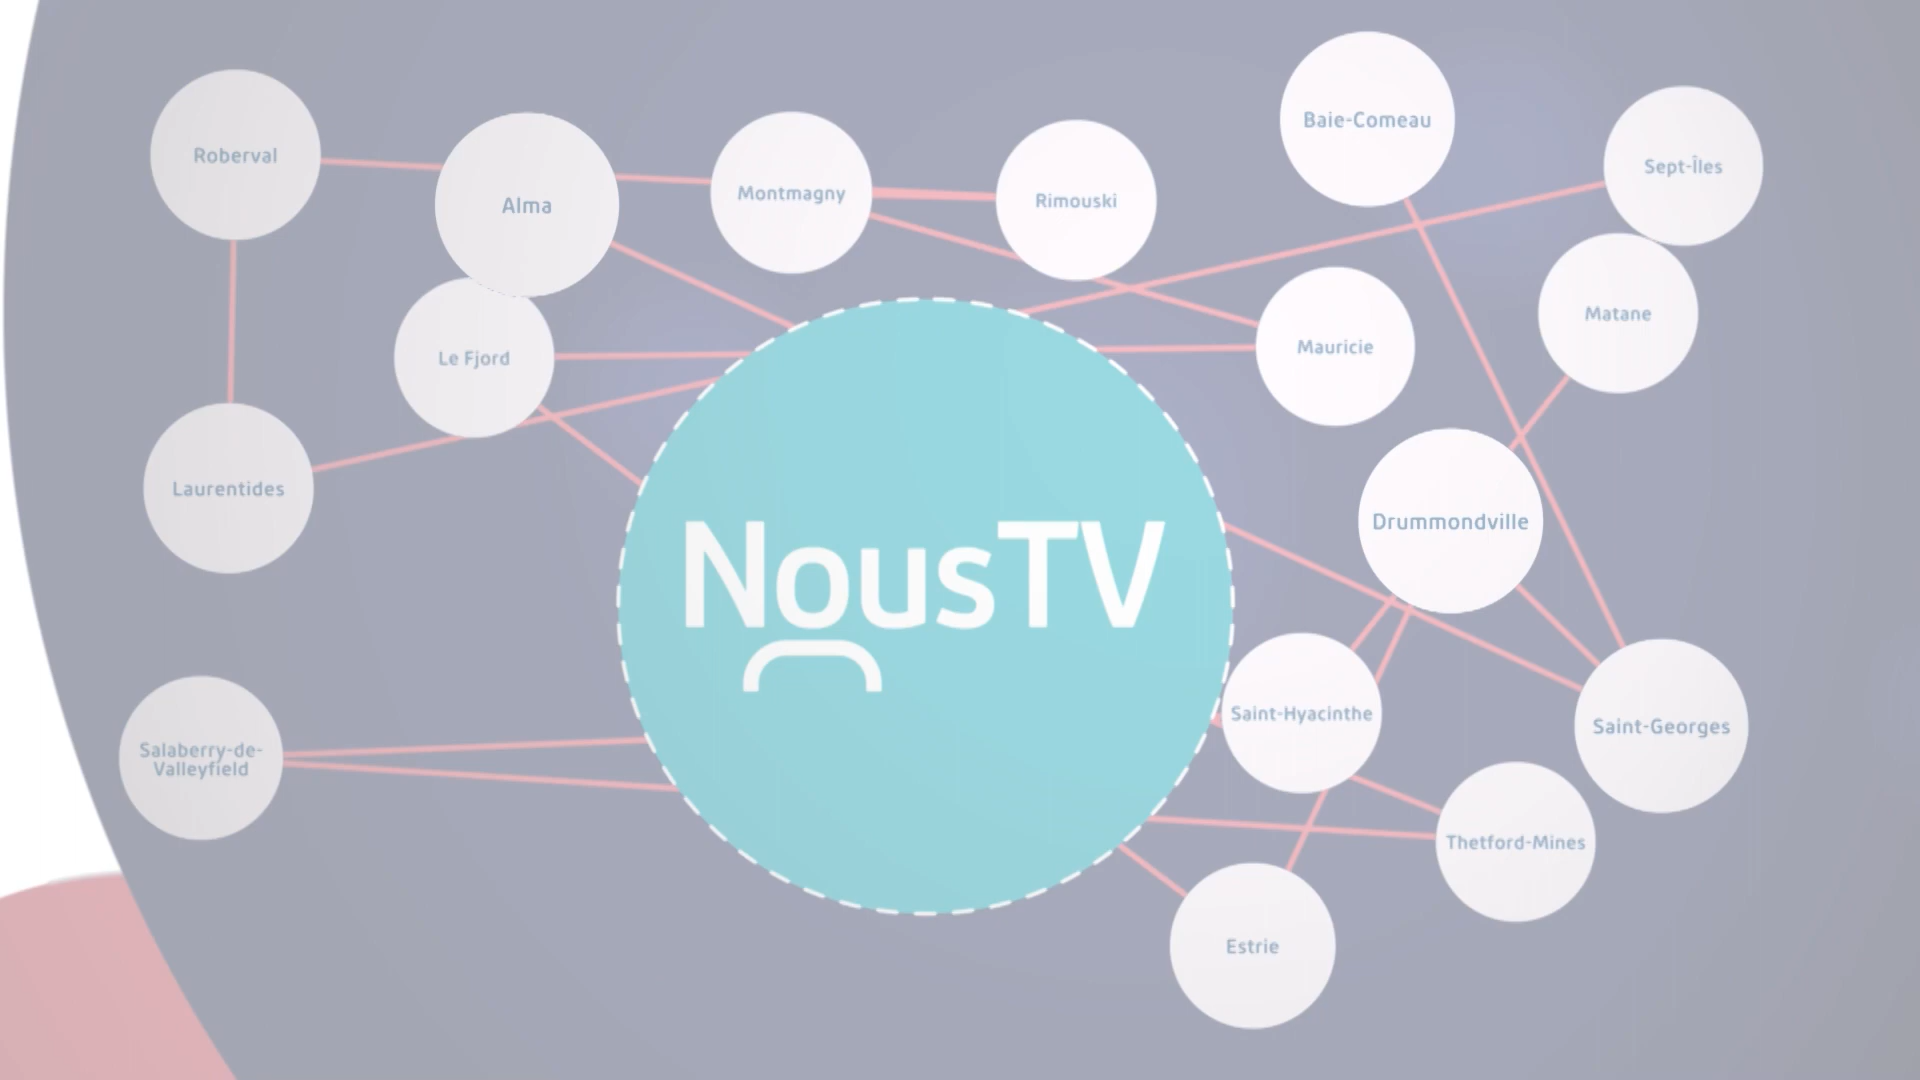 Baie-Comeau
Roberval
Sept-Îles
Alma
Montmagny
Rimouski
Matane
Le Fjord
Mauricie
Laurentides
Drummondville
NousTV
Saint-Hyacinthe
Saint-Georges
Salaberry-de-
Valleyfield
Thetford-Mines
Estrie